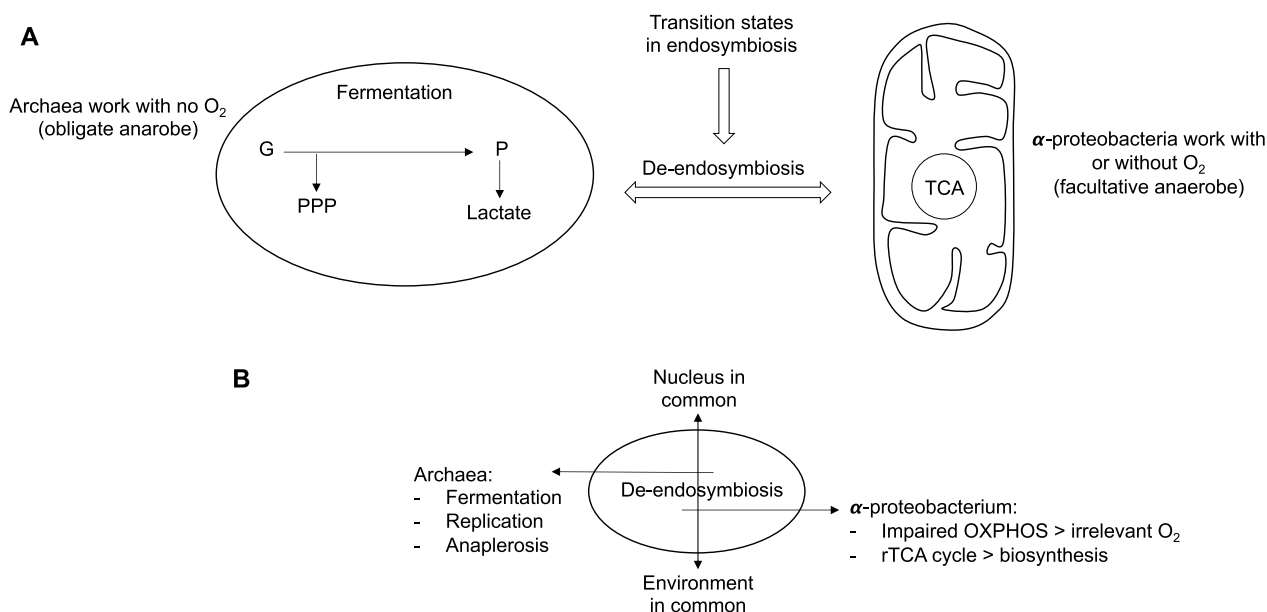 A
Transition states
in endosymbiosis
Archaea work with no O₂
(obligate anarobe)
Fermentation
G
P
PPP
Lactate
De-endosymbiosis
TCA
α-proteobacteria work with
or without O₂
(facultative anaerobe)
B
Nucleus in
common
Archaea:
- Fermentation
- Replication
- Anaplerosis
De-endosymbiosis
α-proteobacterium:
- Impaired OXPHOS > irrelevant O₂
- rTCA cycle > biosynthesis
Environment
in common